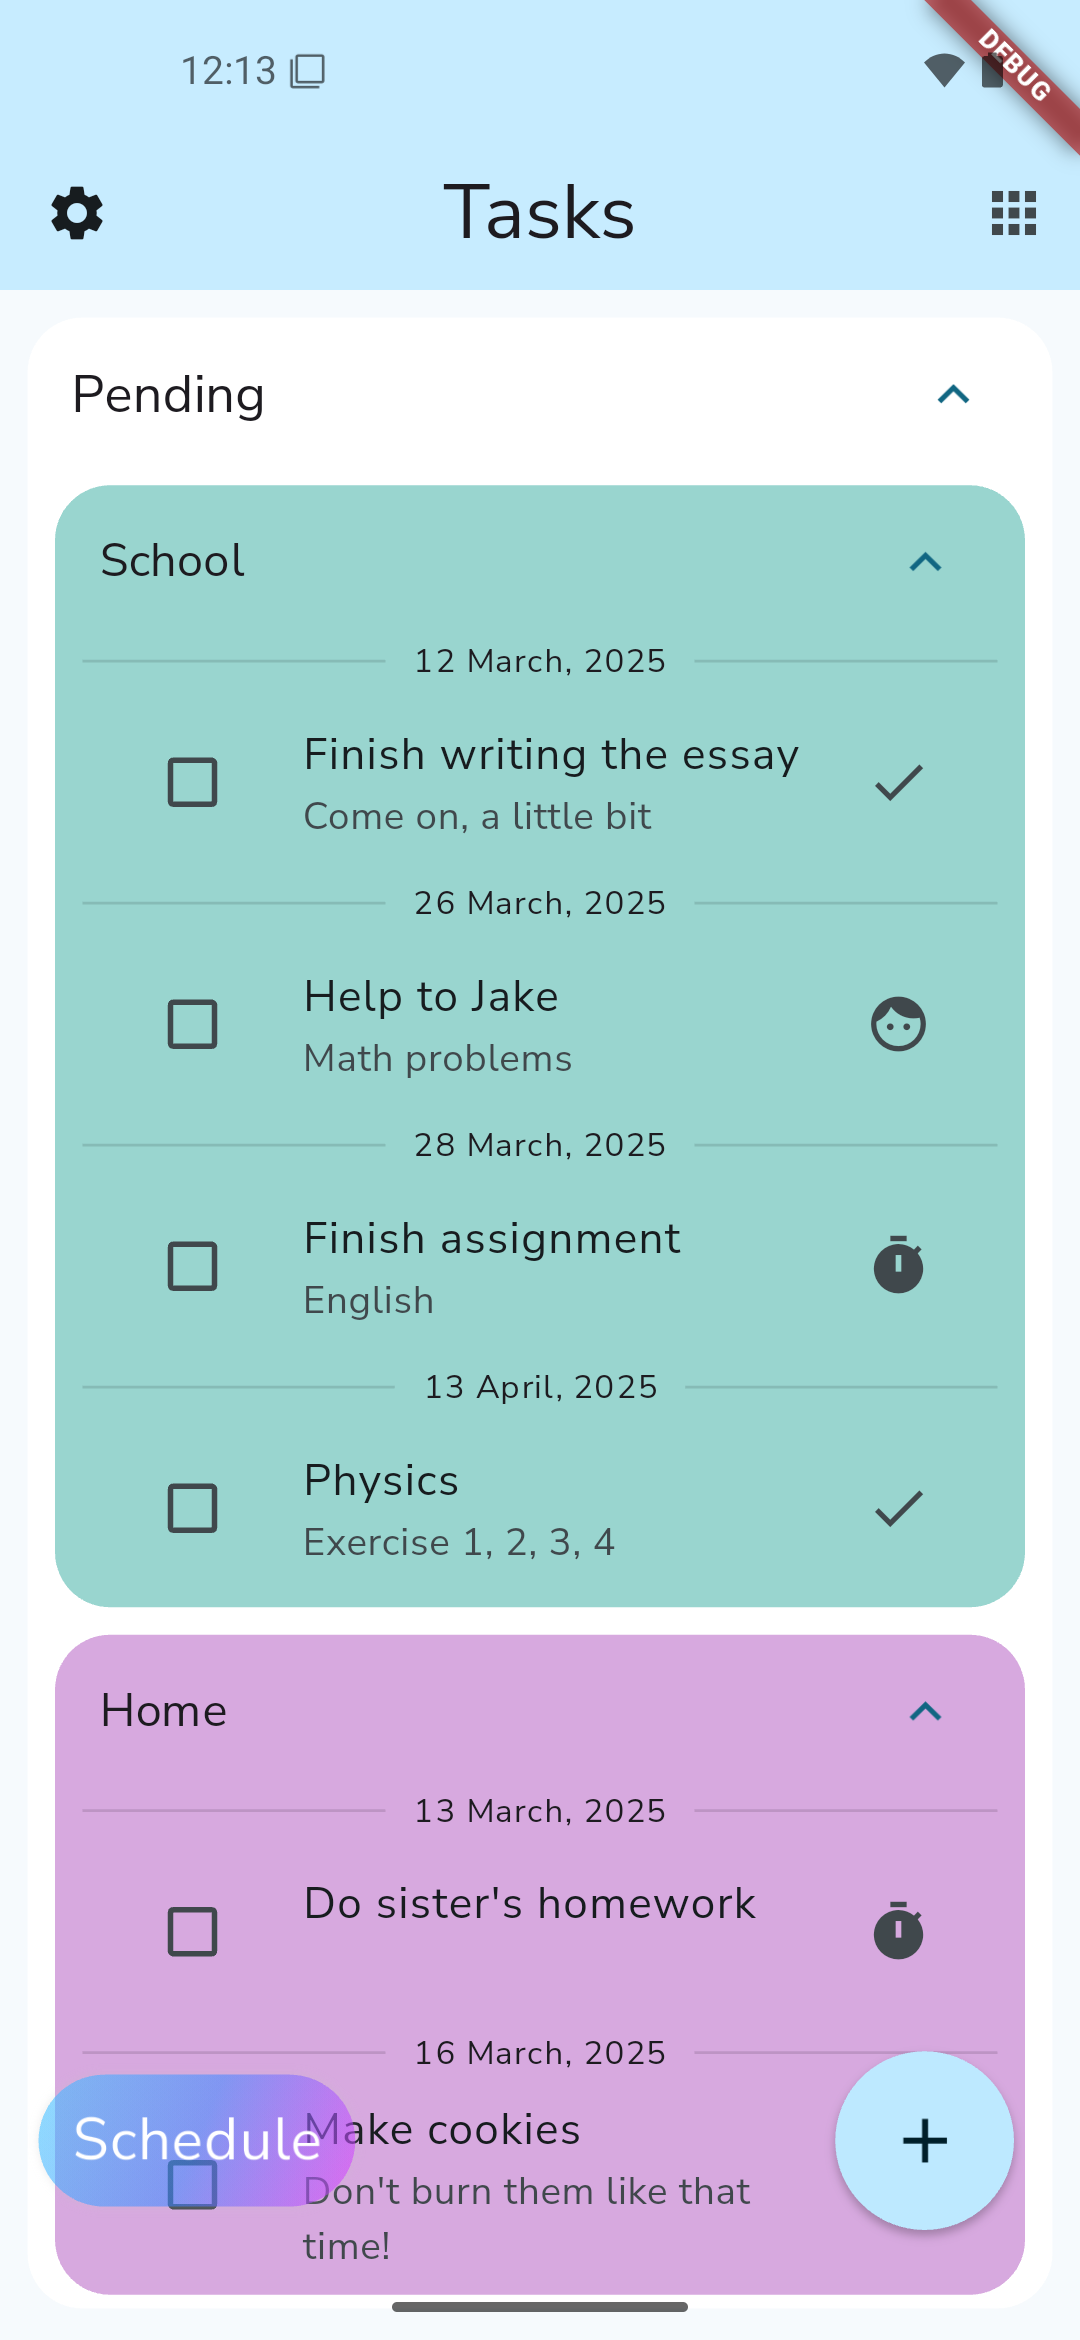 12:13
DEBUG
Tasks
Pending
School
12 March, 2025
Finish writing the essay
Come on, a little bit
26 March, 2025
Help to Jake
Math problems
28 March, 2025
Finish assignment
English
13 April, 2025
Physics
Exercise 1, 2, 3, 4
Home
13 March, 2025
Do sister's homework
16 March, 2025
Schedule
Make cookies
Don't burn them like that
time!